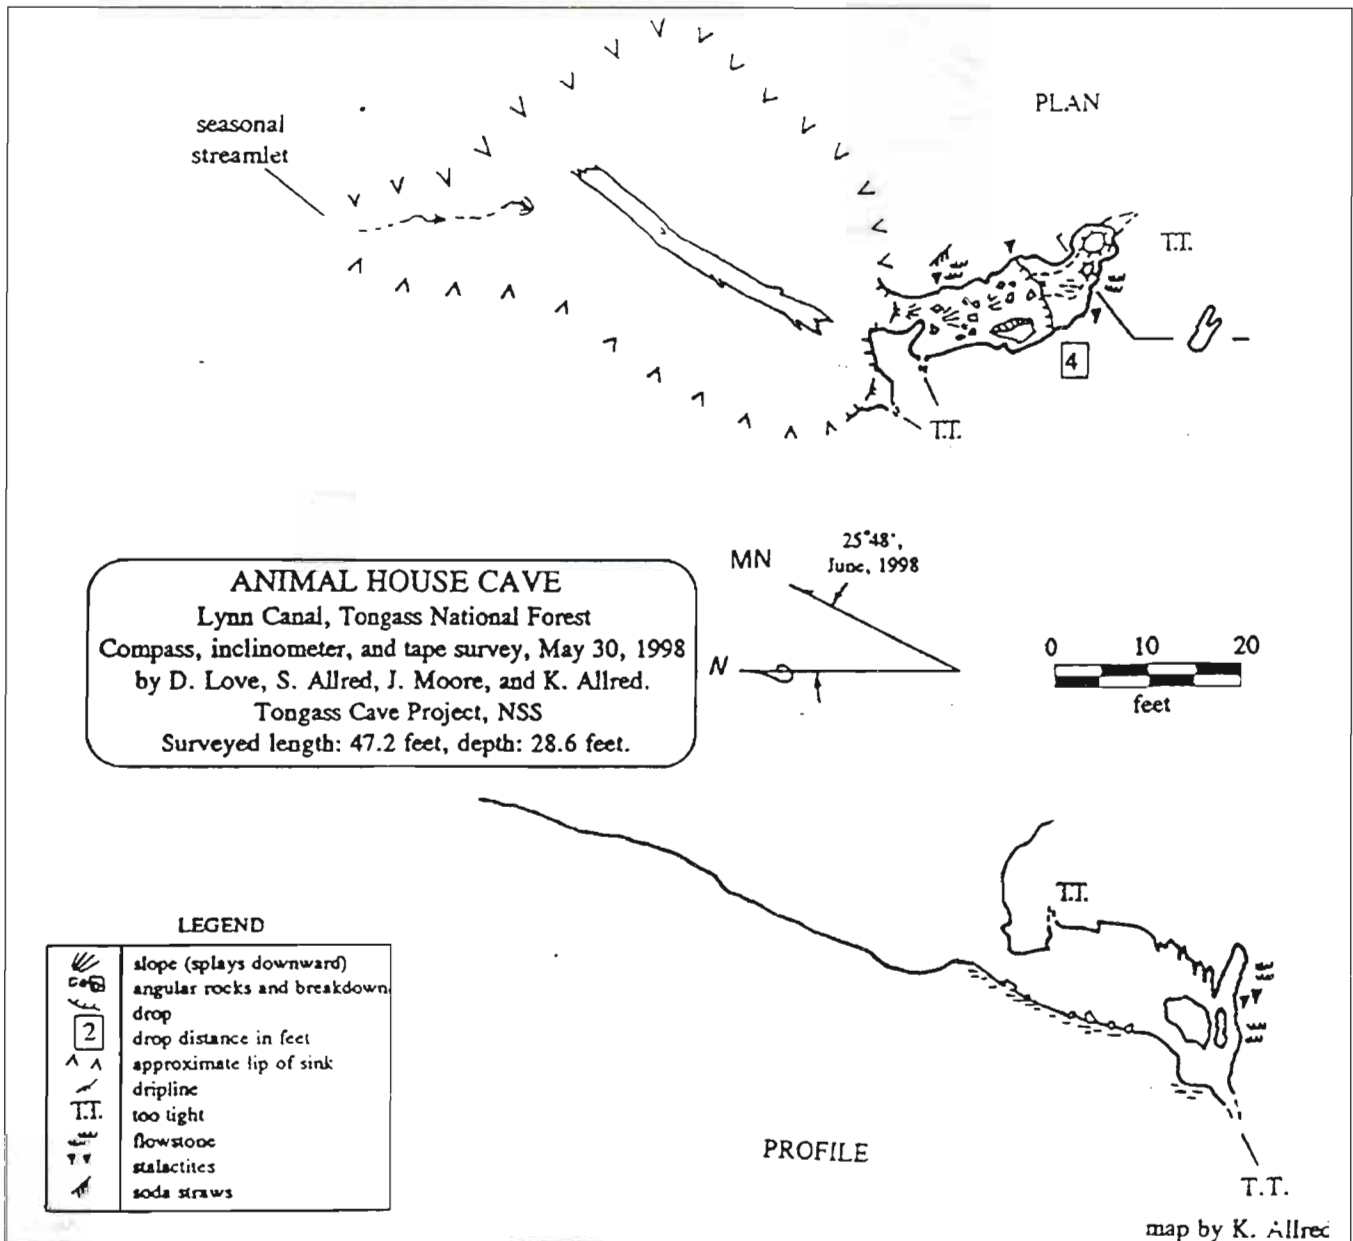 PLAN
seasonal
streamlet
T.T.
4
T.T.
MN
25°48',
June, 1998
N
ANIMAL HOUSE CAVE
Lynn Canal, Tongass National Forest
Compass, inclinometer, and tape survey, May 30, 1998
by D. Love, S. Allred, J. Moore, and K. Allred.
Tongass Cave Project, NSS
Surveyed length: 47.2 feet, depth: 28.6 feet.
0 10 20
feet
T.T.
LEGEND
slope (splays downward)
angular rocks and breakdown
drop
2 drop distance in feet
approximate lip of sink
dripline
T.T. too tight
flowstone
stalactites
soda straws
PROFILE
T.T.
map by K. Allred